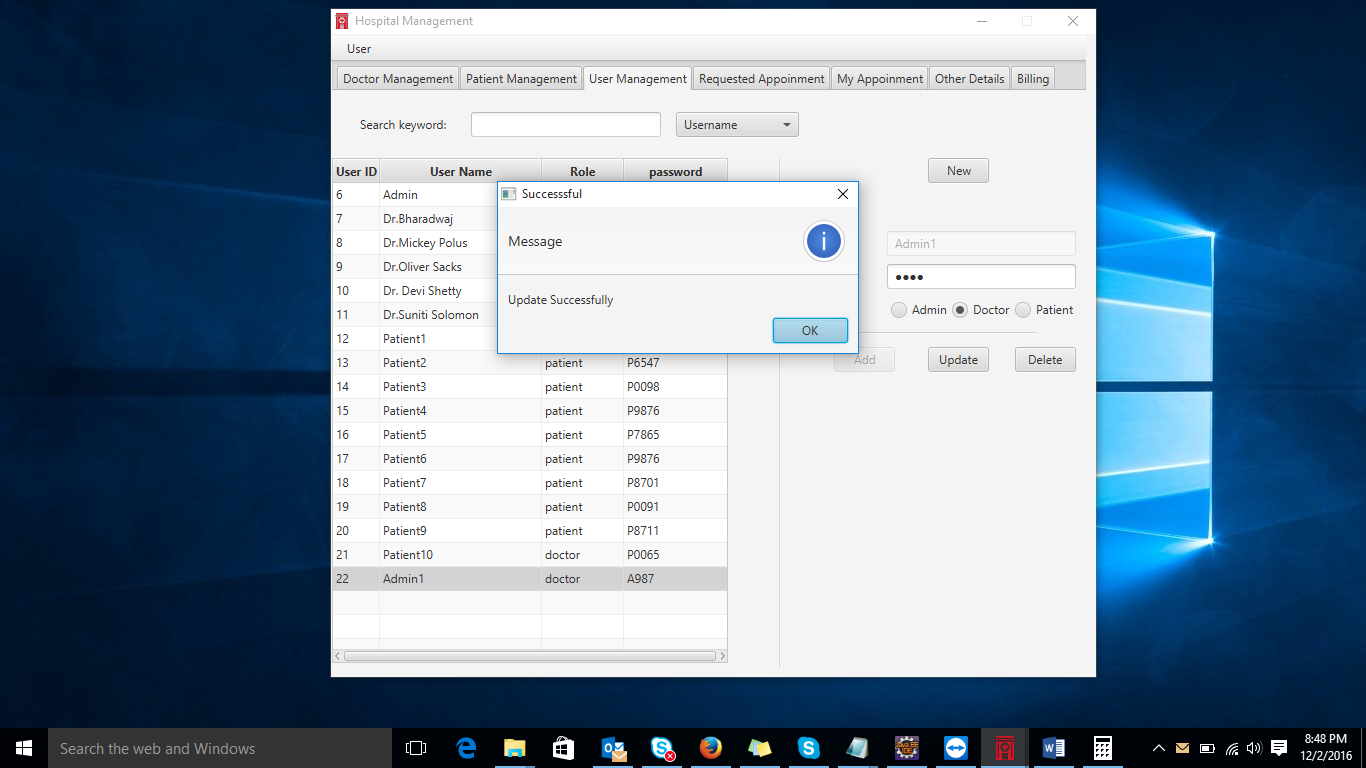 Hospital Management
User
Doctor Management Patient Management User Management Requested Appoinment My Appoinment Other Details Billing
Search keyword: Username
User ID User Name Role password
New
6 Admin
7 Dr.Bharadwaj
8 Dr.Mickey Polus
9 Dr.Oliver Sacks
10 Dr. Devi Shetty
11 Dr.Suniti Solomon
12 Patient1
13 Patient2 patient P6547
14 Patient3 patient P0098
15 Patient4 patient P9876
16 Patient5 patient P7865
17 Patient6 patient P9876
18 Patient7 patient P8701
19 Patient8 patient P0091
20 Patient9 patient P8711
21 Patient10 doctor P0065
22 Admin1 doctor A987
Successsful
Message
i
Update Successfully
OK
Admin1
●●●●
Admin Doctor Patient
Add Update Delete
Search the web and Windows
JAVA EE
IDE
8:48 PM
12/2/2016